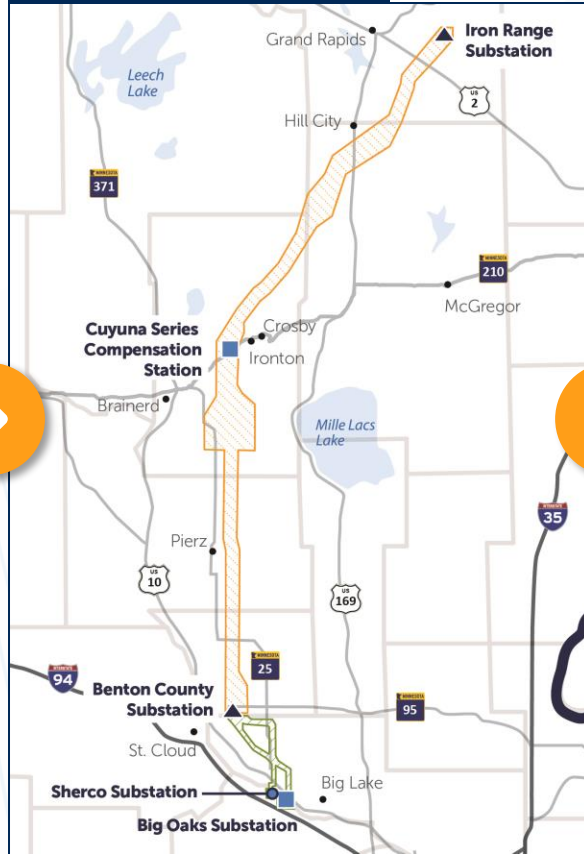 Grand Rapids
Iron Range
Substation
Leech
Lake
US
2
Hill City
MINNESOTA
371
MINNESOTA
210
McGregor
Cuyuna Series
Compensation
Station
Crosby
Ironton
Brainerd
Mille Lacs
Lake
INTERSTATE
35
Pierz
US
10
US
169
MINNESOTA
25
INTERSTATE
94
Benton County
Substation
MINNESOTA
95
St. Cloud
Sherco Substation
Big Lake
Big Oaks Substation